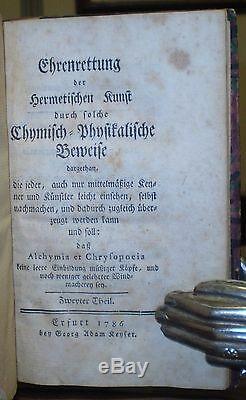 Ehrenrettung
der
Hermetischen Kunst
durch solche
Chymisch-Physikalische
Beweise
dargethan,
die jeder, auch nur mittelmäßige Ken-
ner und Künstler leicht einsehen, selbst
nachmachen, und dadurch zugleich über-
zeugt werden kann
und soll:
daß
Alchymia et Chrysopoeia
keine leere Einbildung müßiger Köpfe, und
noch weniger gelehrter Wind-
macherey sey.
Zweyter Theil.
Erfurt 1786
bey Georg Adam Keyser.